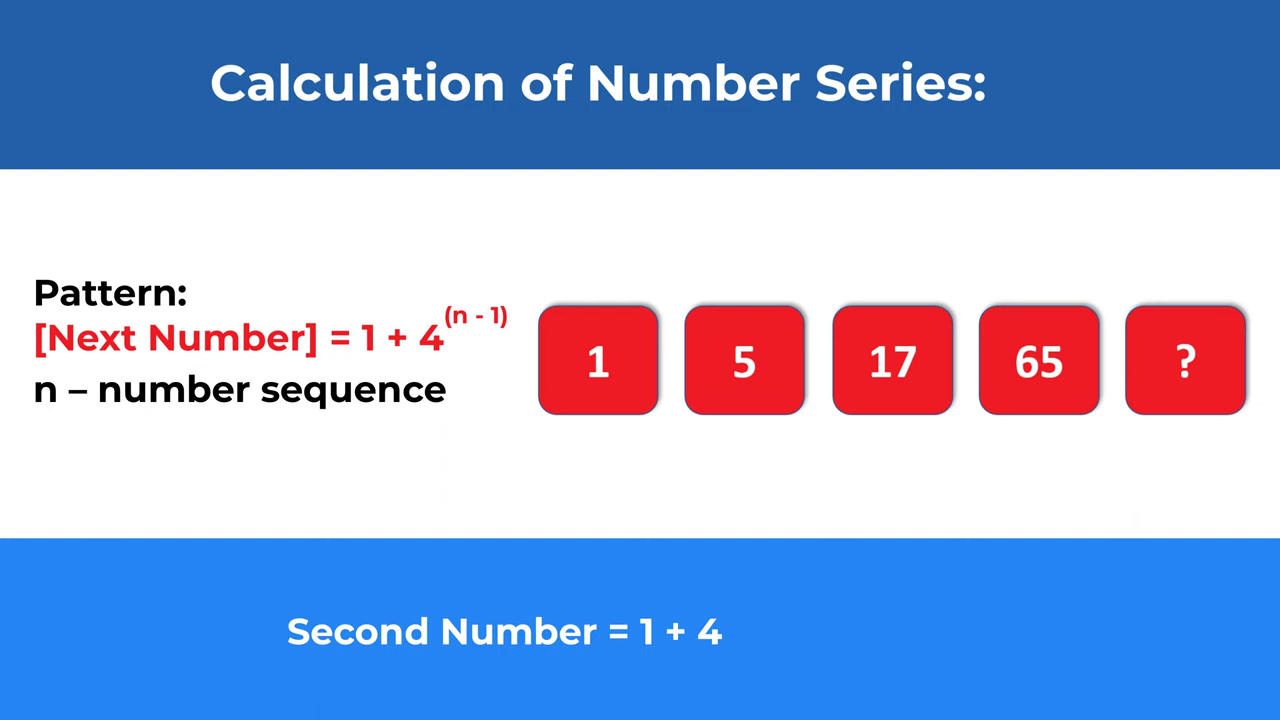 Calculation of Number Series:
Pattern:
[Next Number] = 1 + 4^(n - 1)
n – number sequence
1 5 17 65 ?
Second Number = 1 + 4